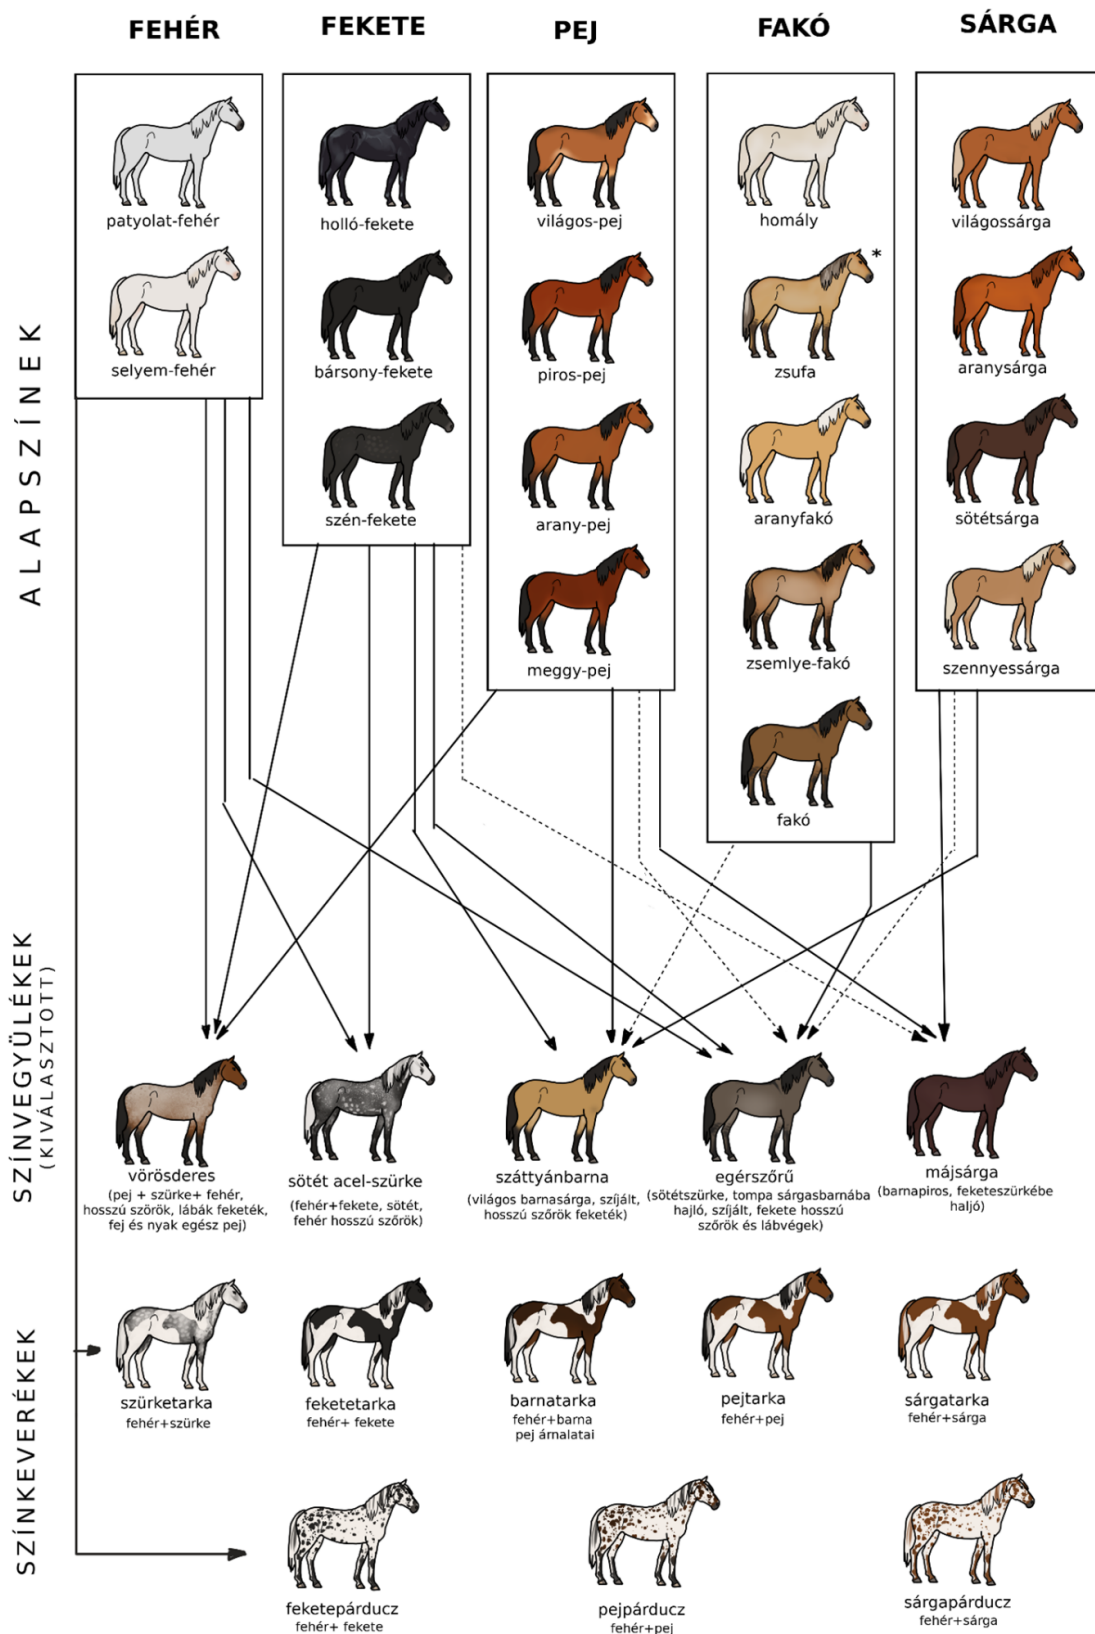 FEHÉR
FEKETE
PEJ
FAKÓ
SÁRGA
ALAPSZÍNEK
patyolat-fehér
selyem-fehér
holló-fekete
bársony-fekete
szén-fekete
világos-pej
piros-pej
arany-pej
meggy-pej
homály
*
zsufa
aranyfakó
zsemlye-fakó
fakó
világossárga
aranysárga
sötétsárga
szennyessárga
SZÍNVEGYÜLÉKEK
(KIVÁLASZTOTT)
vörösderes
(pej + szürke+ fehér,
hosszú szörök, lábák feketék,
fej és nyak egész pej)
sötét acel-szürke
(fehér+fekete, sötét,
fehér hosszú szőrök)
száttyánbarna
(világos barnasárga, szíjált,
hosszú szőrök feketék)
egérszőrű
(sötétszürke, tompa sárgasbarnába
hajló, szíjált, fekete hosszú
szőrök és lábvégek)
májsárga
(barnapiros, feketeszürkébe
haljó)
SZÍNKEVERÉKEK
szürketarka
fehér+szürke
feketetarka
fehér+ fekete
barnatarka
fehér+barna
pej árnalatai
pejtarka
fehér+pej
sárgatarka
fehér+sárga
feketepárducz
fehér+ fekete
pejpárducz
fehér+pej
sárgapárducz
fehér+sárga